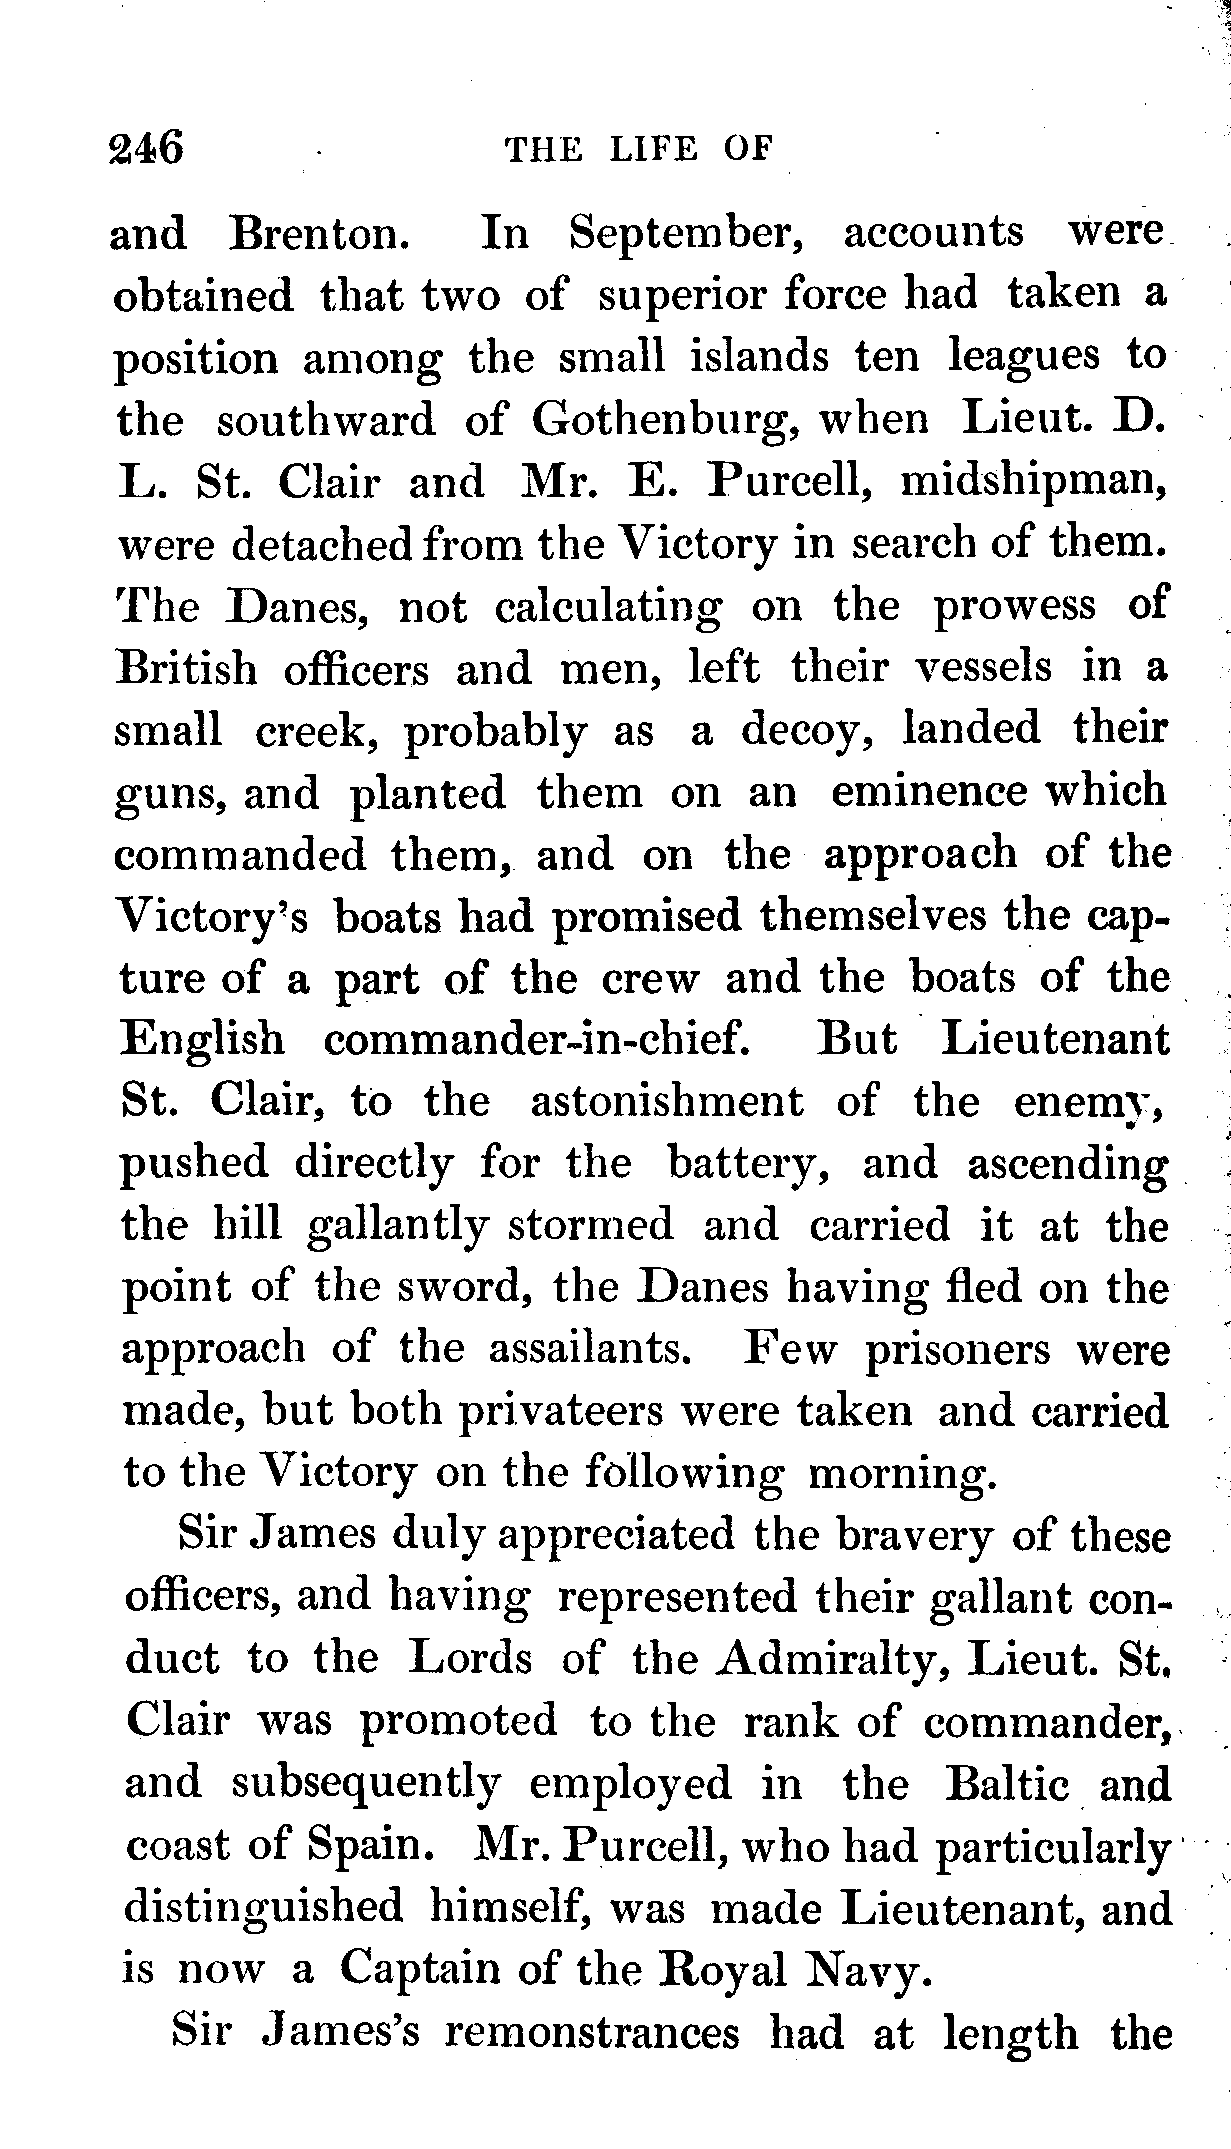 246 THE LIFE OF
and Brenton. In September, accounts were
obtained that two of superior force had taken a
position among the small islands ten leagues to
the southward of Gothenburg, when Lieut. D.
L. St. Clair and Mr. E. Purcell, midshipman,
were detached from the Victory in search of them.
The Danes, not calculating on the prowess of
British officers and men, left their vessels in a
small creek, probably as a decoy, landed their
guns, and planted them on an eminence which
commanded them, and on the approach of the
Victory's boats had promised themselves the cap-
ture of a part of the crew and the boats of the
English commander-in-chief. But Lieutenant
St. Clair, to the astonishment of the enemy,
pushed directly for the battery, and ascending
the hill gallantly stormed and carried it at the
point of the sword, the Danes having fled on the
approach of the assailants. Few prisoners were
made, but both privateers were taken and carried
to the Victory on the following morning.
Sir James duly appreciated the bravery of these
officers, and having represented their gallant con-
duct to the Lords of the Admiralty, Lieut. St.
Clair was promoted to the rank of commander,
and subsequently employed in the Baltic and
coast of Spain. Mr. Purcell, who had particularly
distinguished himself, was made Lieutenant, and
is now a Captain of the Royal Navy.
Sir James's remonstrances had at length the